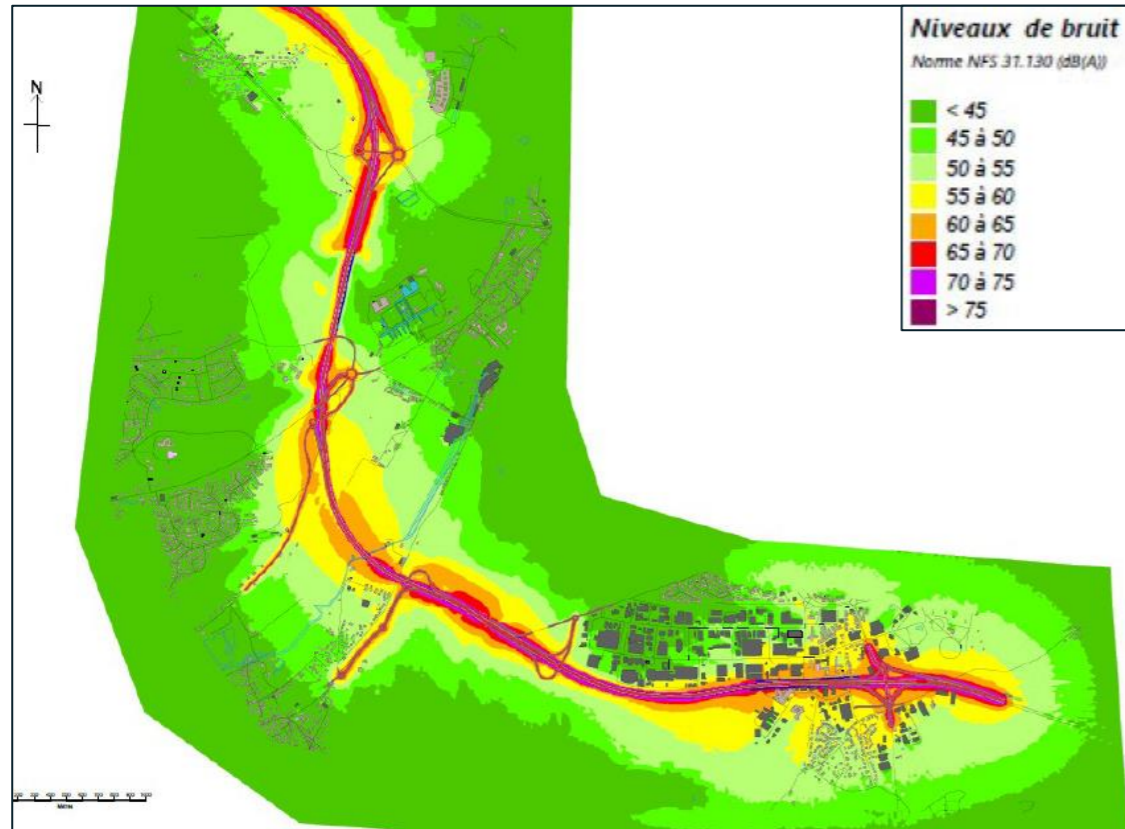 Niveaux de bruit
Norme NFS 31.130 (dB(A))
N
< 45
45 à 50
50 à 55
55 à 60
60 à 65
65 à 70
70 à 75
> 75